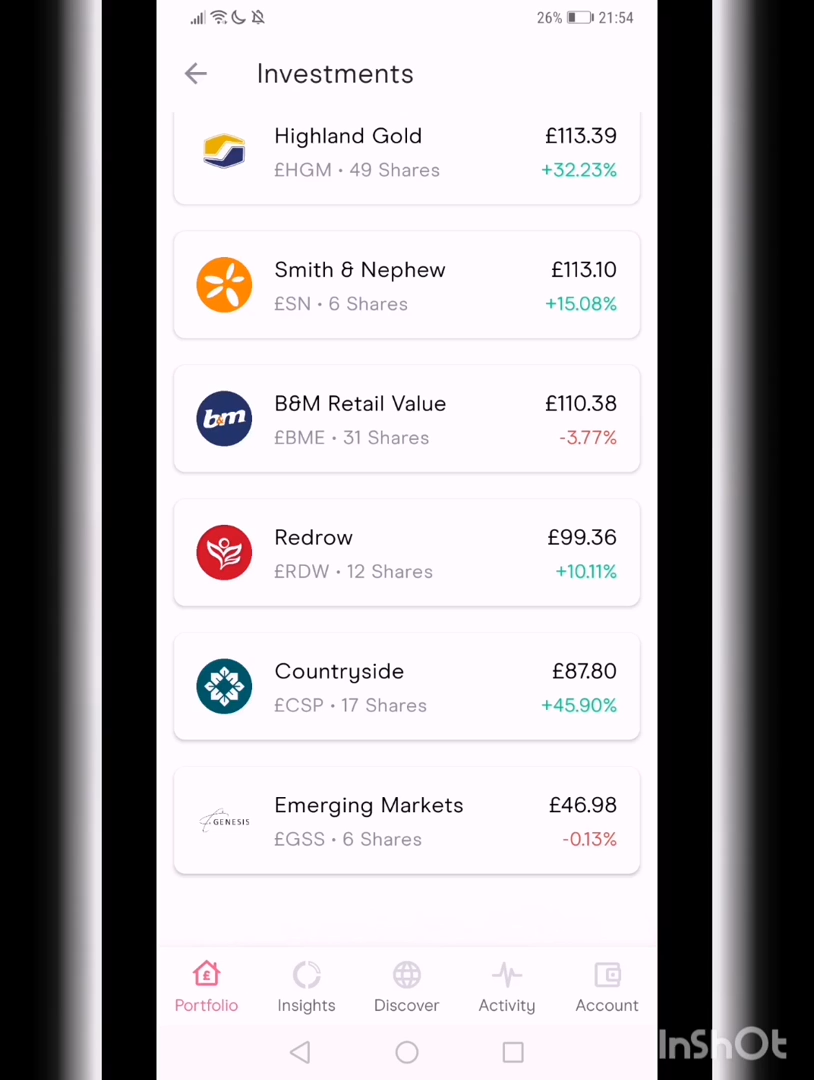 26% 21:54
Investments
Highland Gold £113.39
£HGM • 49 Shares +32.23%
Smith & Nephew £113.10
£SN • 6 Shares +15.08%
b&m
B&M Retail Value £110.38
£BME • 31 Shares -3.77%
Redrow £99.36
£RDW • 12 Shares +10.11%
Countryside £87.80
£CSP • 17 Shares +45.90%
GENESIS
Emerging Markets £46.98
£GSS • 6 Shares -0.13%
£
Portfolio Insights Discover Activity Account
InShOt